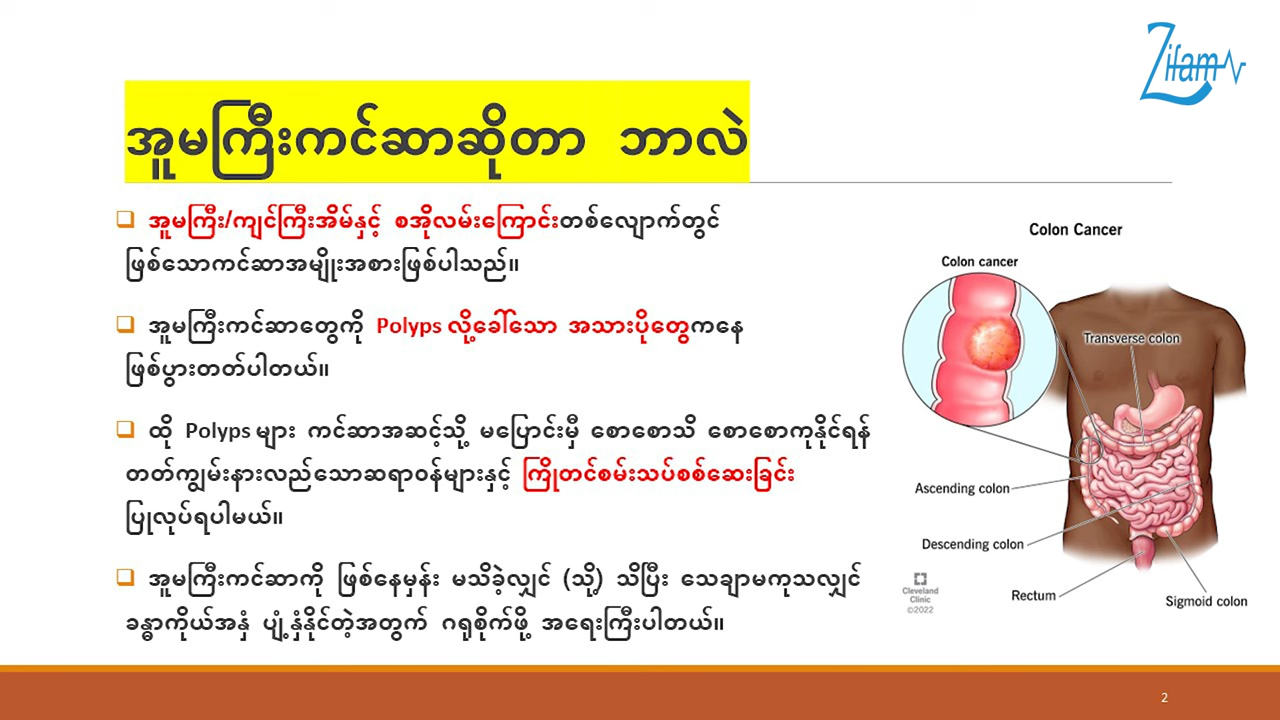 Zifam
အူမကြီးကင်ဆာဆိုတာ ဘာလဲ
❑ အူမကြီး/ကျင်ကြီးအိမ်နှင့် စအိုလမ်းကြောင်းတစ်လျှောက်တွင်
ဖြစ်သောကင်ဆာအမျိုးအစားဖြစ်ပါသည်။
❑ အူမကြီးကင်ဆာတွေကို Polyps လို့ခေါ်သော အသားပိုတွေကနေ
ဖြစ်ပွားတတ်ပါတယ်။
❑ ထို Polyps များ ကင်ဆာအဆင့်သို့ မပြောင်းမှီ စောစောသိ စောစောကုနိုင်ရန်
တတ်ကျွမ်းနားလည်သောဆရာဝန်များနှင့် ကြိုတင်စမ်းသပ်စစ်ဆေးခြင်း
ပြုလုပ်ရပါမယ်။
❑ အူမကြီးကင်ဆာကို ဖြစ်နေမှန်း မသိခဲ့လျှင် (သို့) သိပြီး သေချာမကုသလျှင်
ခန္ဓာကိုယ်အနှံ ပျံ့နှံနိုင်တဲ့အတွက် ဂရုစိုက်ဖို့ အရေးကြီးပါတယ်။
Colon Cancer
Colon cancer
Transverse colon
Ascending colon
Descending colon
Rectum
Sigmoid colon
Cleveland
Clinic
©2022
2